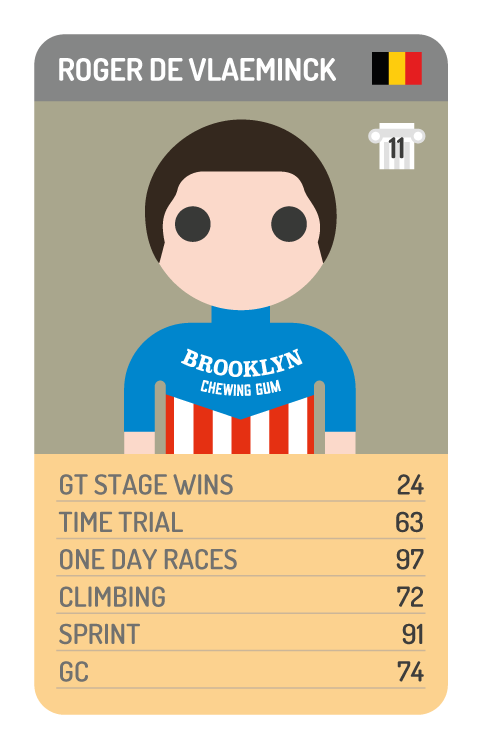 ROGER DE VLAEMINCK
11
BROOKLYN
CHEWING GUM
GT STAGE WINS 24
TIME TRIAL 63
ONE DAY RACES 97
CLIMBING 72
SPRINT 91
GC 74